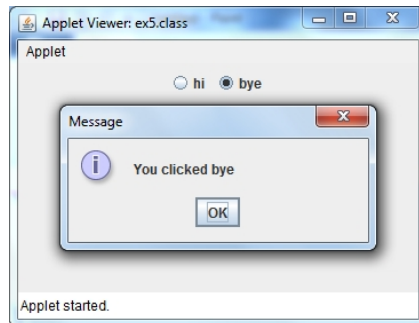 Applet Viewer: ex5.class
Applet
hi bye
Message
You clicked bye
OK
Applet started.